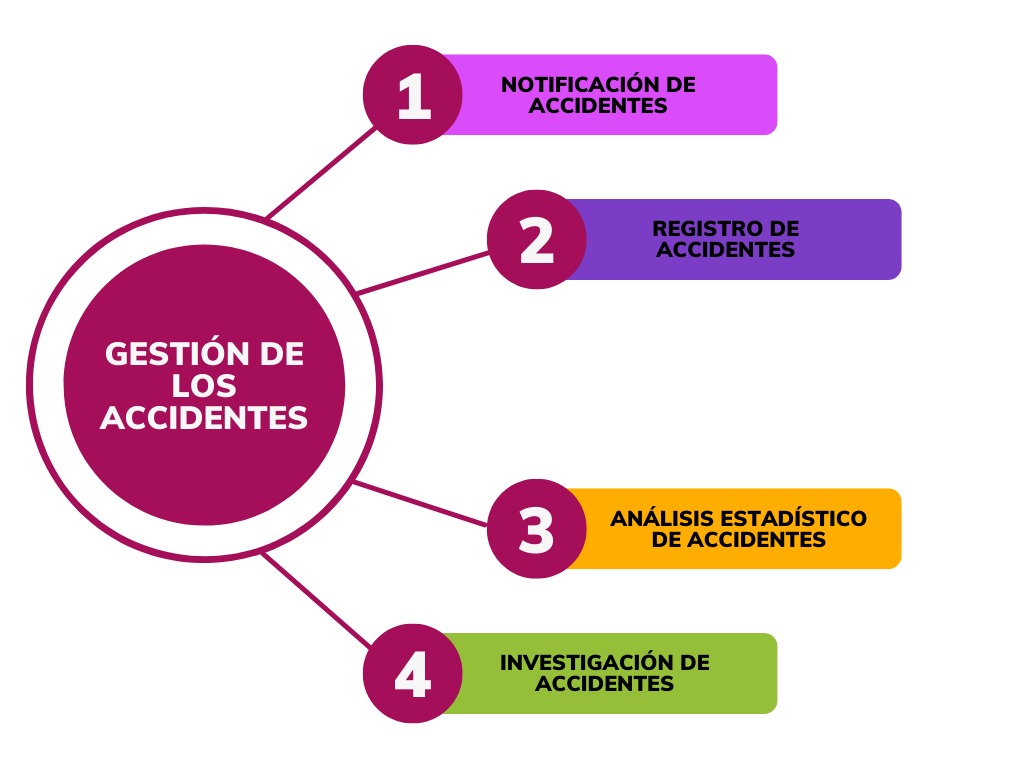 1
NOTIFICACIÓN DE
ACCIDENTES
2
REGISTRO DE
ACCIDENTES
GESTIÓN DE
LOS
ACCIDENTES
3
ANÁLISIS ESTADÍSTICO
DE ACCIDENTES
4
INVESTIGACIÓN DE
ACCIDENTES